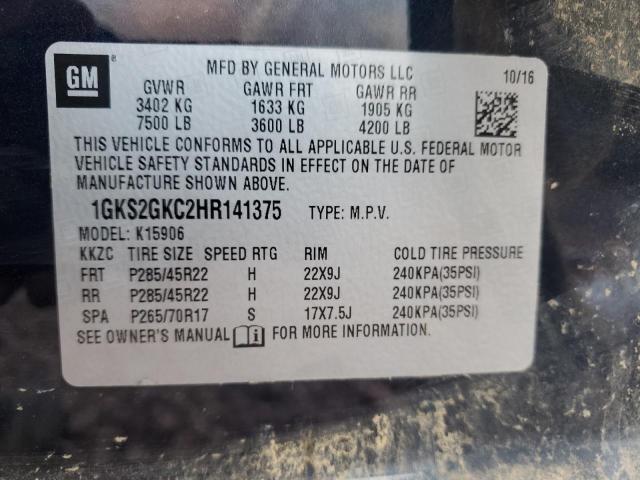 GM ®
MFD BY GENERAL MOTORS LLC 10/16
GVWR GAWR FRT GAWR RR
3402 KG 1633 KG 1905 KG
7500 LB 3600 LB 4200 LB
THIS VEHICLE CONFORMS TO ALL APPLICABLE U.S. FEDERAL MOTOR
VEHICLE SAFETY STANDARDS IN EFFECT ON THE DATE OF
MANUFACTURE SHOWN ABOVE.
1GKS2GKC2HR141375 TYPE: M.P.V.
MODEL: K15906
KKZC TIRE SIZE SPEED RTG RIM COLD TIRE PRESSURE
FRT P285/45R22 H 22X9J 240KPA(35PSI)
RR P285/45R22 H 22X9J 240KPA(35PSI)
SPA P265/70R17 S 17X7.5J 240KPA(35PSI)
SEE OWNER'S MANUAL FOR MORE INFORMATION.